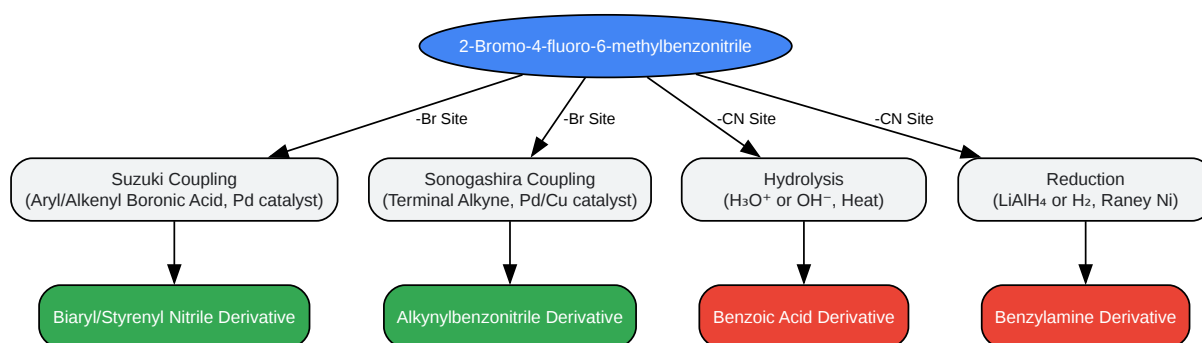 2-Bromo-4-fluoro-6-methylbenzonitrile
-Br Site
-Br Site
-CN Site
-CN Site
Suzuki Coupling
(Aryl/Alkenyl Boronic Acid, Pd catalyst)
Sonogashira Coupling
(Terminal Alkyne, Pd/Cu catalyst)
Hydrolysis
(H₃O⁺ or OH⁻, Heat)
Reduction
(LiAlH₄ or H₂, Raney Ni)
Biaryl/Styrenyl Nitrile Derivative
Alkynylbenzonitrile Derivative
Benzoic Acid Derivative
Benzylamine Derivative